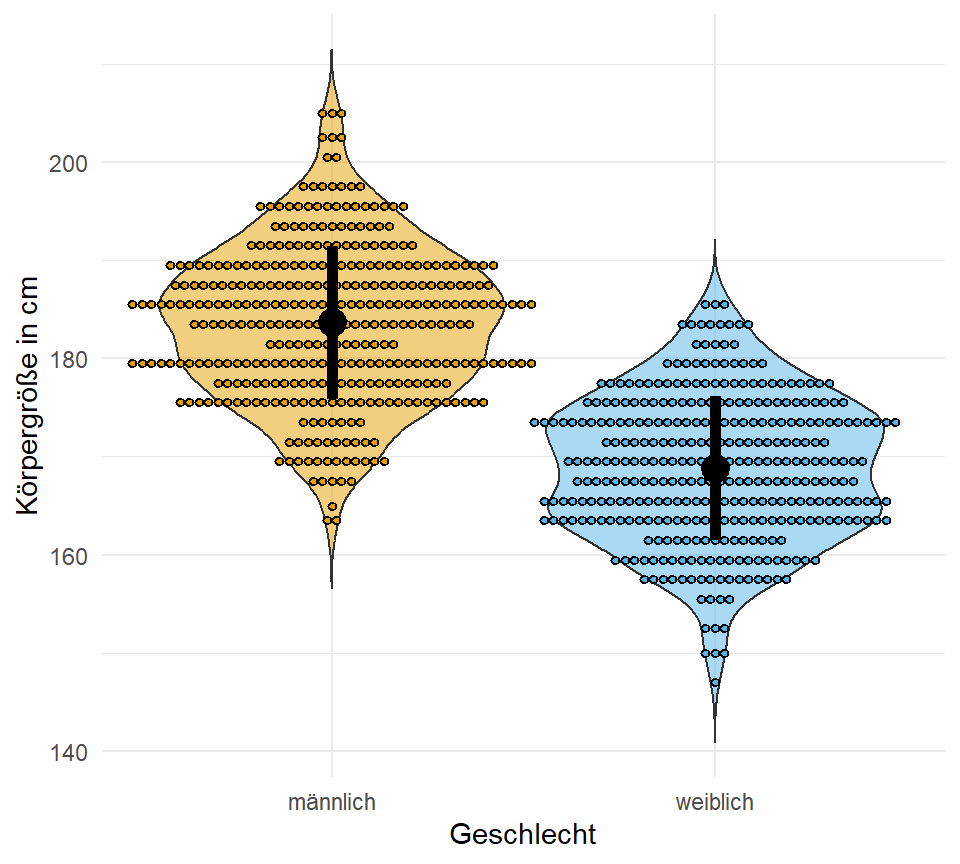 Körpergröße in cm
200
180
160
140
männlich
weiblich
Geschlecht